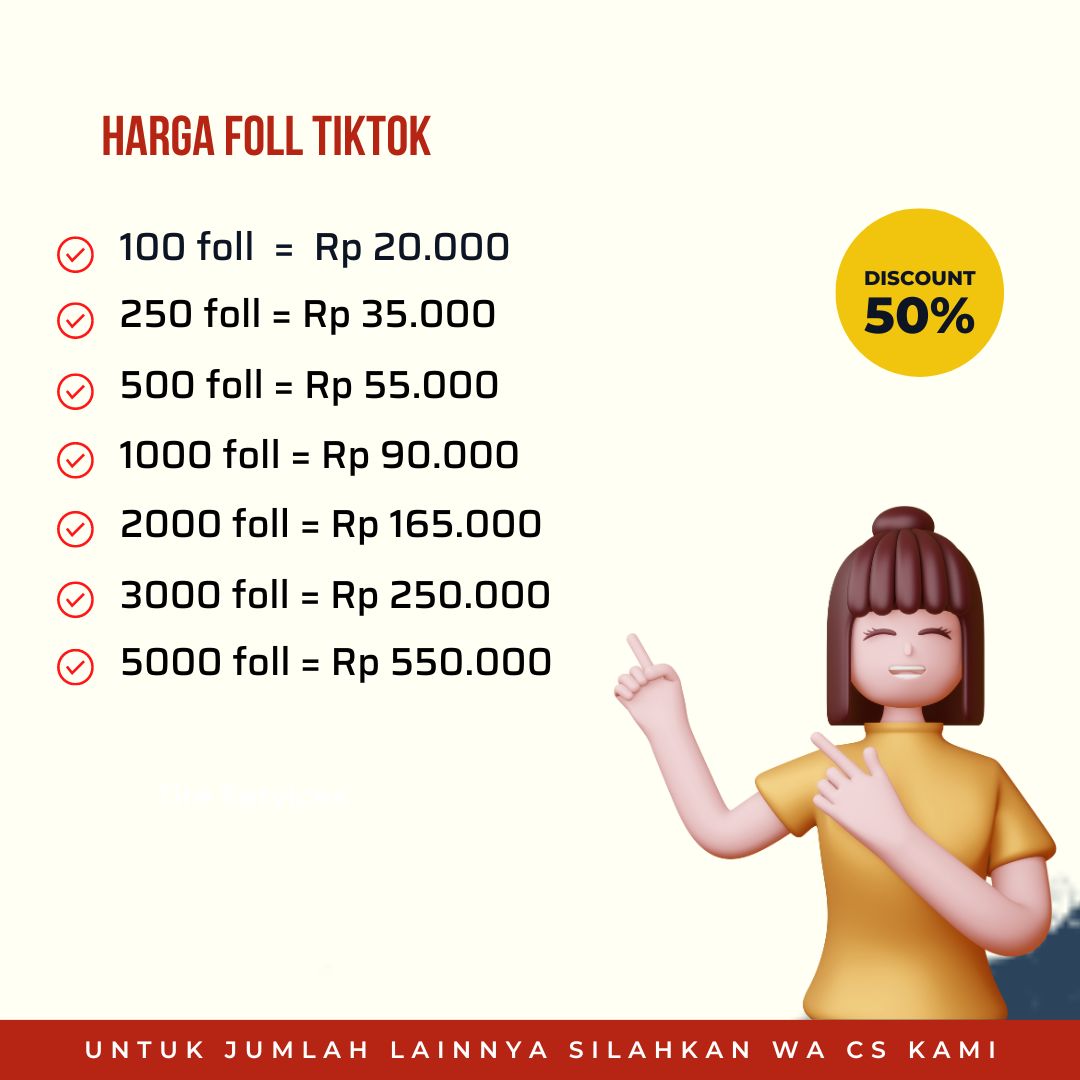 HARGA FOLL TIKTOK
100 foll = Rp 20.000
250 foll = Rp 35.000
500 foll = Rp 55.000
1000 foll = Rp 90.000
2000 foll = Rp 165.000
3000 foll = Rp 250.000
5000 foll = Rp 550.000
DISCOUNT
50%
UNTUK JUMLAH LAINNYA SILAHKAN WA CS KAMI